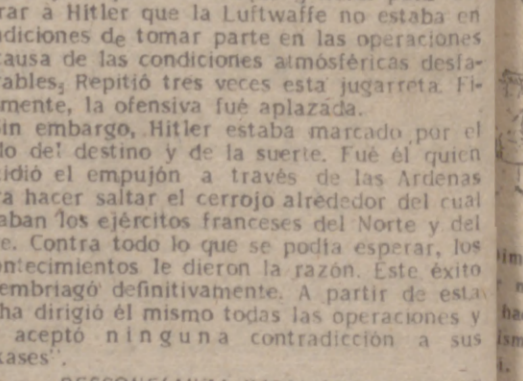 rar a Hitler que la Luftwaffe no estaba en
diciones de tomar parte en las operaciones
causa de las condiciones atmósféricas desfa-
rables; Repitió tres veces esta jugarreta. Fi-
mente, la ofensiva fué aplazada.
in embargo, Hitler estaba marcado por el
lo del destino y de la suerte. Fué él quien
idió el empujón a través de las Ardenas
a hacer saltar el cerrojo alrededor del cual
aban los ejércitos franceses del Norte y del
e. Contra todo lo que se podia esperar, los
ontecimientos le dieron la razón. Este éxito
embriagó definitivamente. A partir de esta
ha dirigió él mismo todas las operaciones y
aceptó ninguna contradicción a sus
kases".